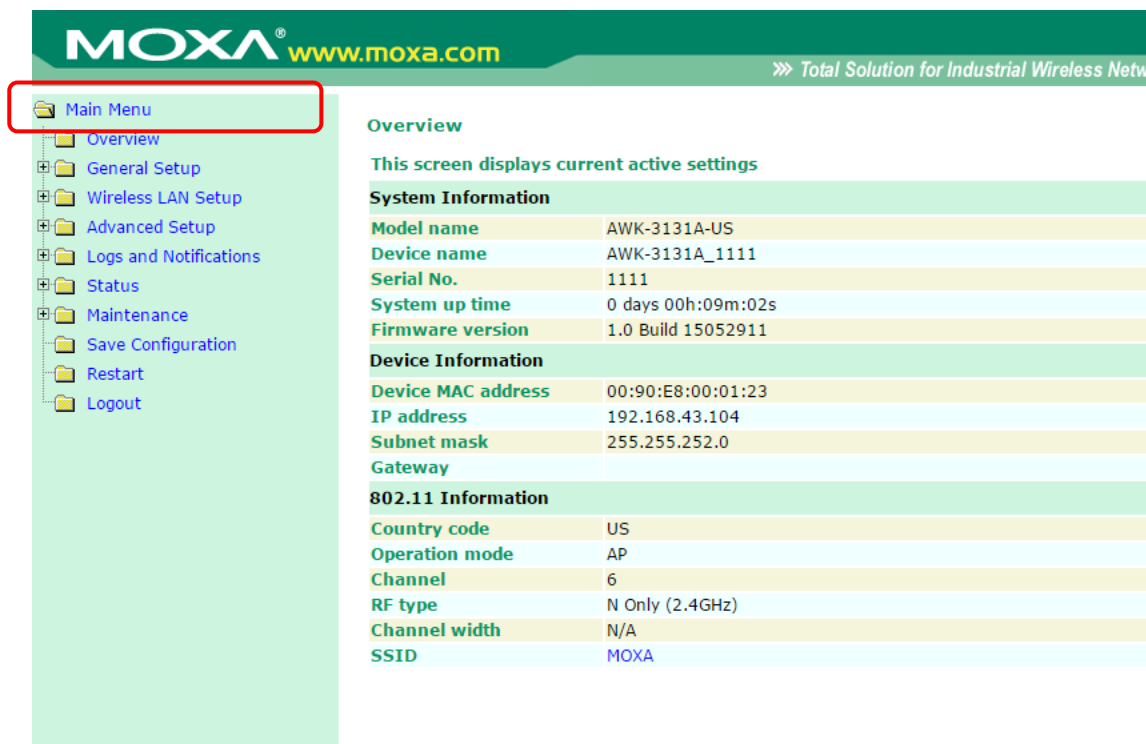 MOXA® www.moxa.com
Total Solution for Industrial Wireless Netw
Main Menu
Overview
General Setup
Wireless LAN Setup
Advanced Setup
Logs and Notifications
Status
Maintenance
Save Configuration
Restart
Logout
Overview
This screen displays current active settings
System Information
Model name AWK-3131A-US
Device name AWK-3131A_1111
Serial No. 1111
System up time 0 days 00h:09m:02s
Firmware version 1.0 Build 15052911
Device Information
Device MAC address 00:90:E8:00:01:23
IP address 192.168.43.104
Subnet mask 255.255.252.0
Gateway
802.11 Information
Country code US
Operation mode AP
Channel 6
RF type N Only (2.4GHz)
Channel width N/A
SSID MOXA